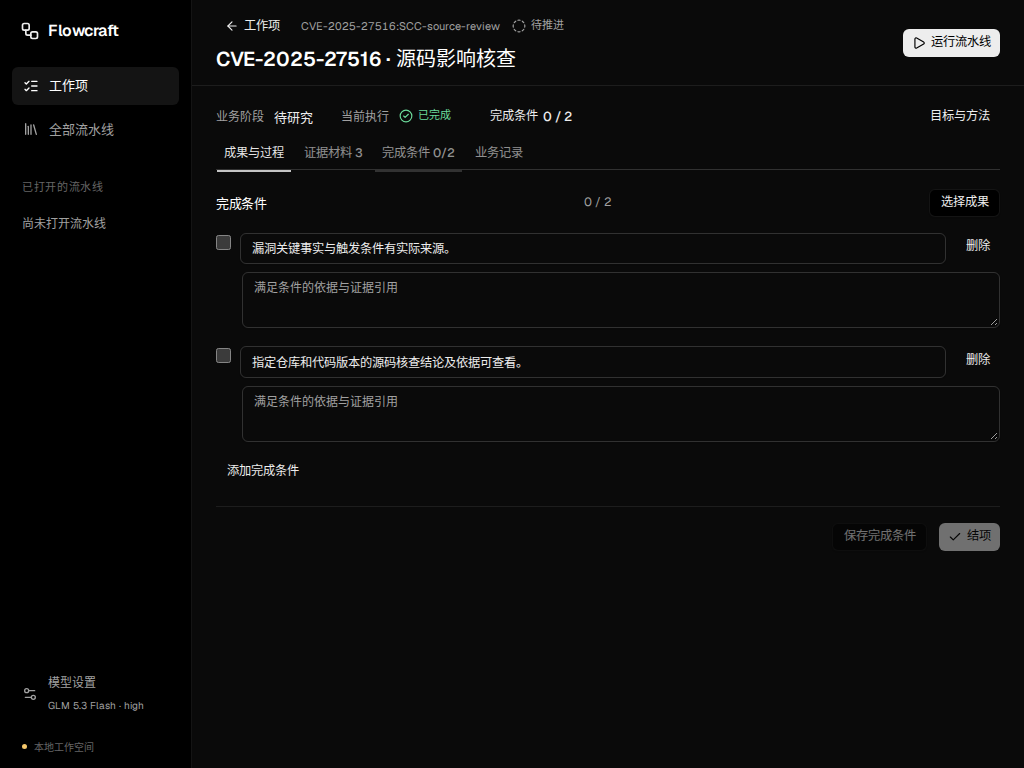 Flowcraft
工作项
全部流水线
已打开的流水线
尚未打开流水线
模型设置
GLM 5.3 Flash · high
本地工作空间
工作项 CVE-2025-27516:SCC-source-review 待推进
CVE-2025-27516 · 源码影响核查
运行流水线
业务阶段 待研究 当前执行 已完成 完成条件 0 / 2 目标与方法
成果与过程 证据材料 3 完成条件 0/2 业务记录
完成条件 0 / 2 选择成果
漏洞关键事实与触发条件有实际来源。 删除
满足条件的依据与证据引用
指定仓库和代码版本的源码核查结论及依据可查看。 删除
满足条件的依据与证据引用
添加完成条件
保存完成条件 结项